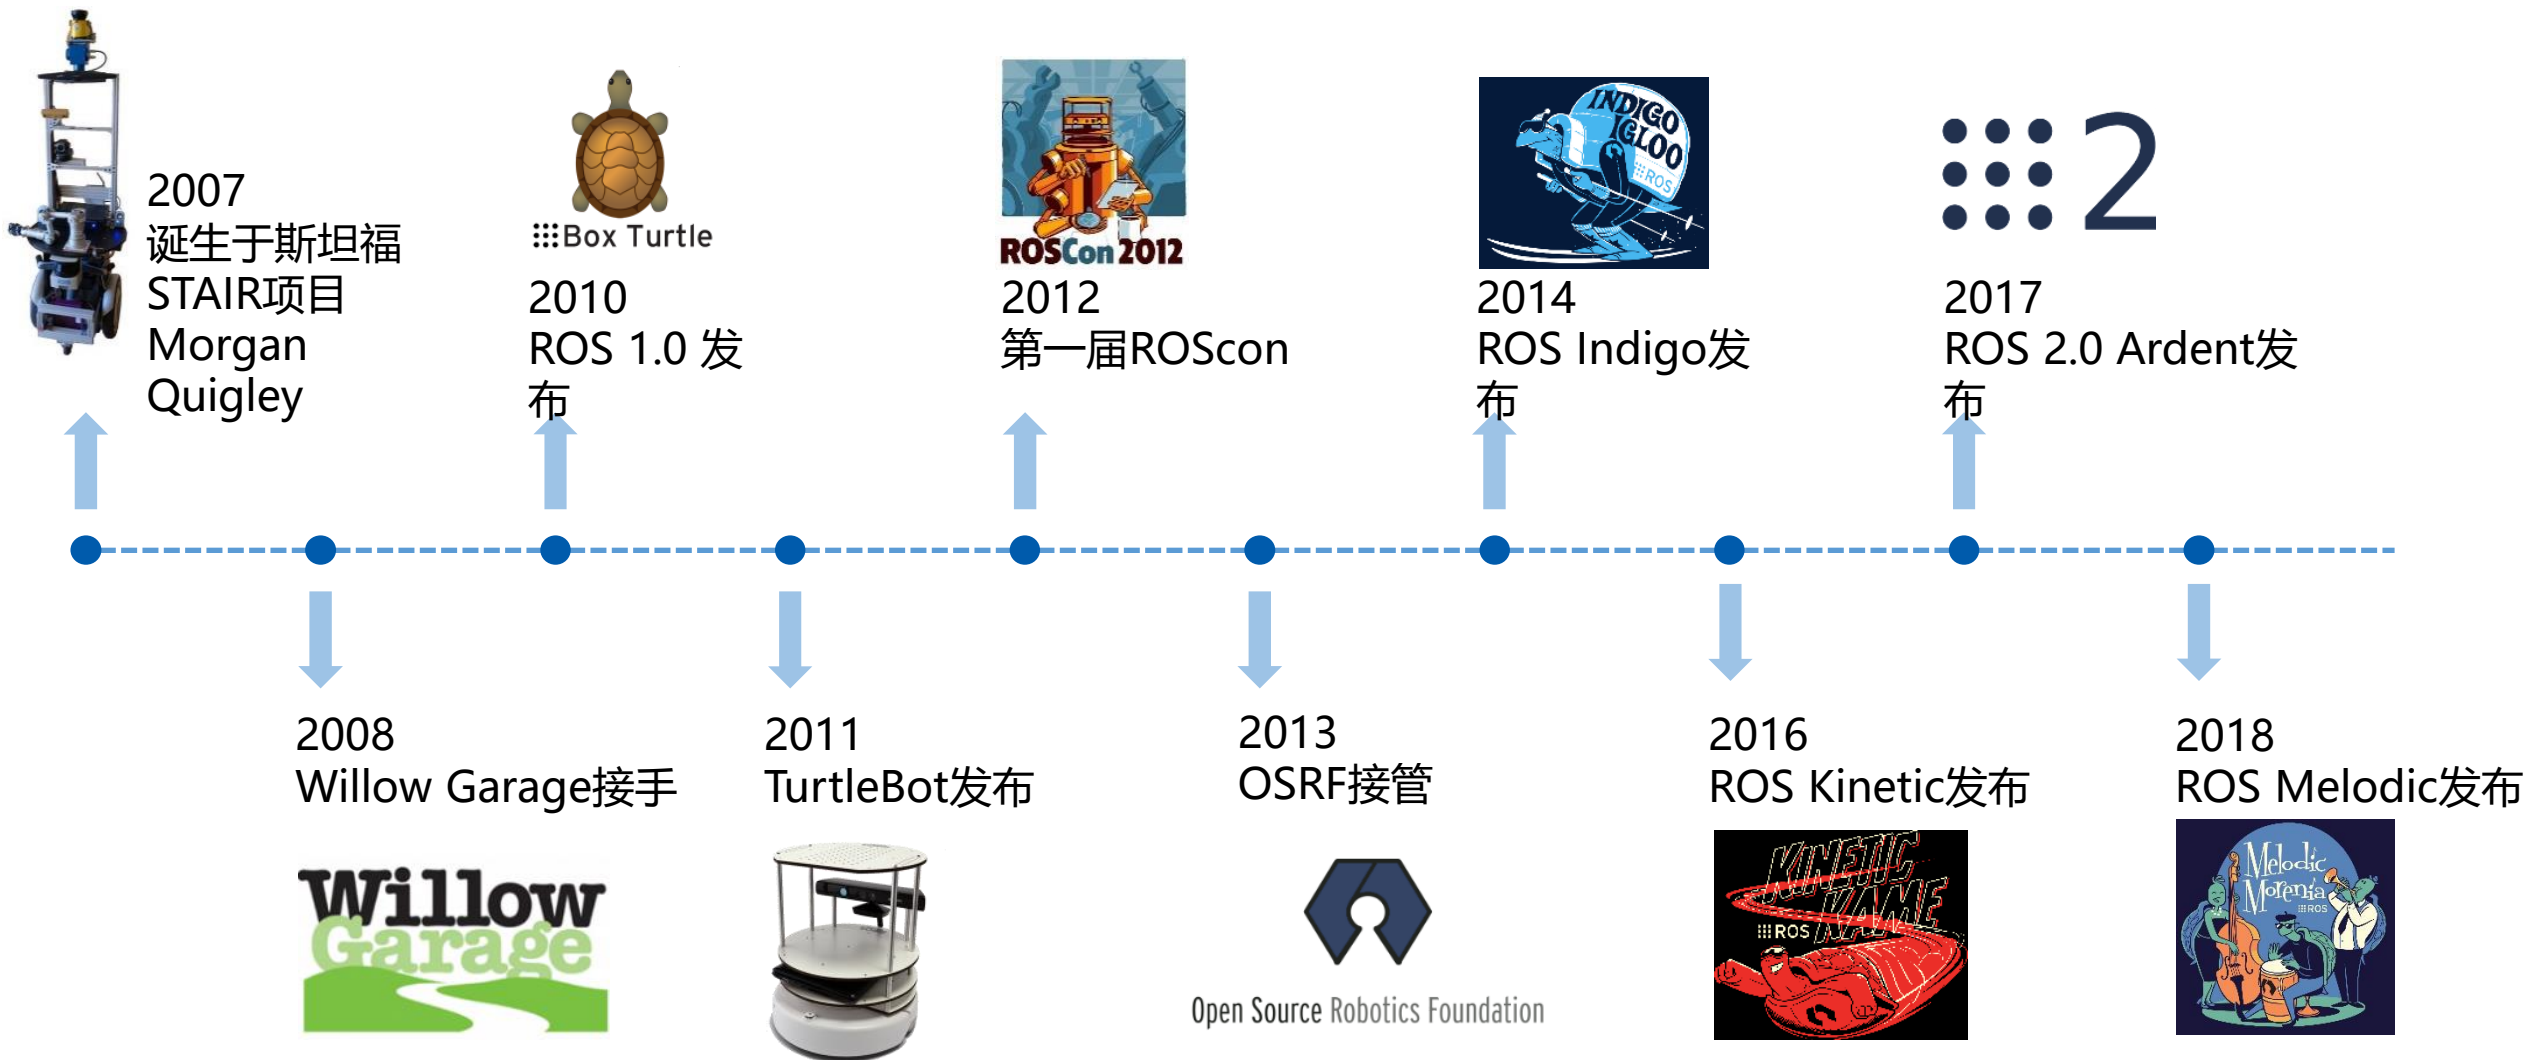 2007
诞生于斯坦福
STAIR项目
Morgan
Quigley
Box Turtle
2010
ROS 1.0 发
布
ROSCon 2012
2012
第一届ROScon
INDIGO
IGLOO
ROS
2014
ROS Indigo发
布
2
2017
ROS 2.0 Ardent发
布
2008
Willow Garage接手
Willow
Garage
2011
TurtleBot发布
2013
OSRF接管
Open Source Robotics Foundation
2016
ROS Kinetic发布
KINETIC
KAME
ROS
2018
ROS Melodic发布
Melodic
Morenia
ROS